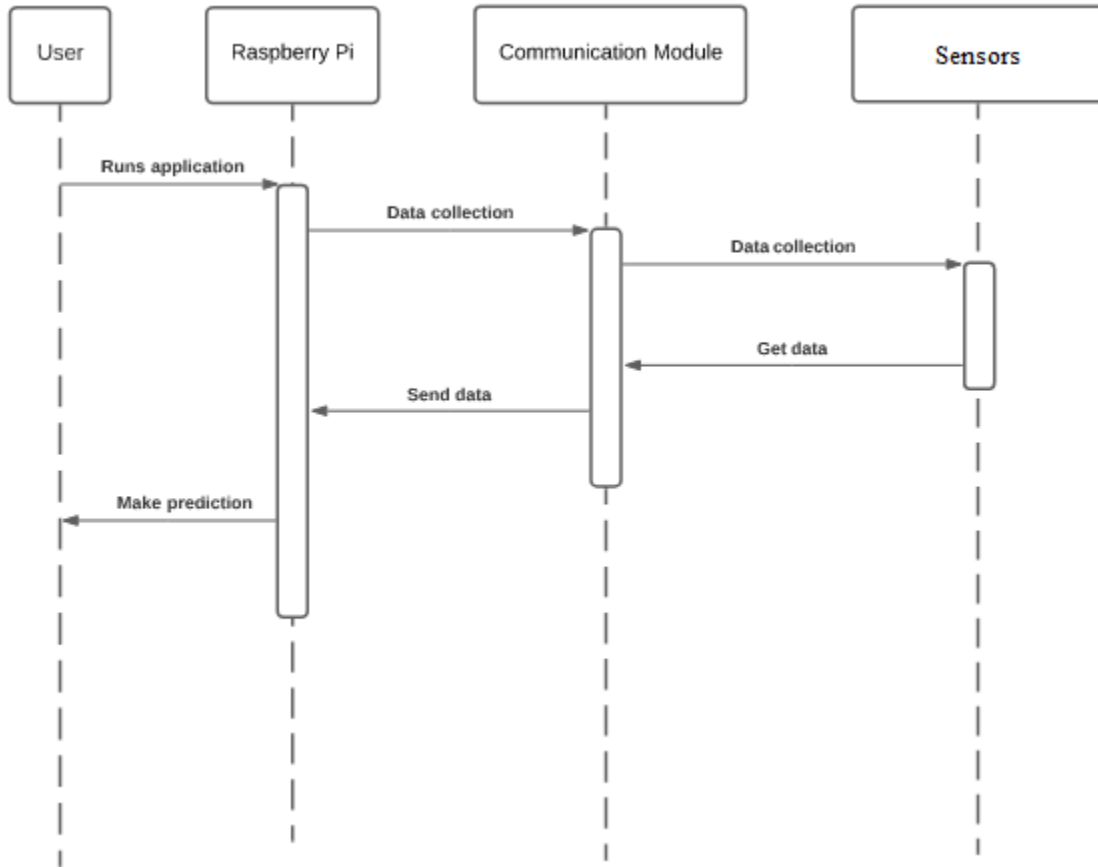 User
Raspberry Pi
Communication Module
Sensors
Runs application
Data collection
Data collection
Get data
Send data
Make prediction